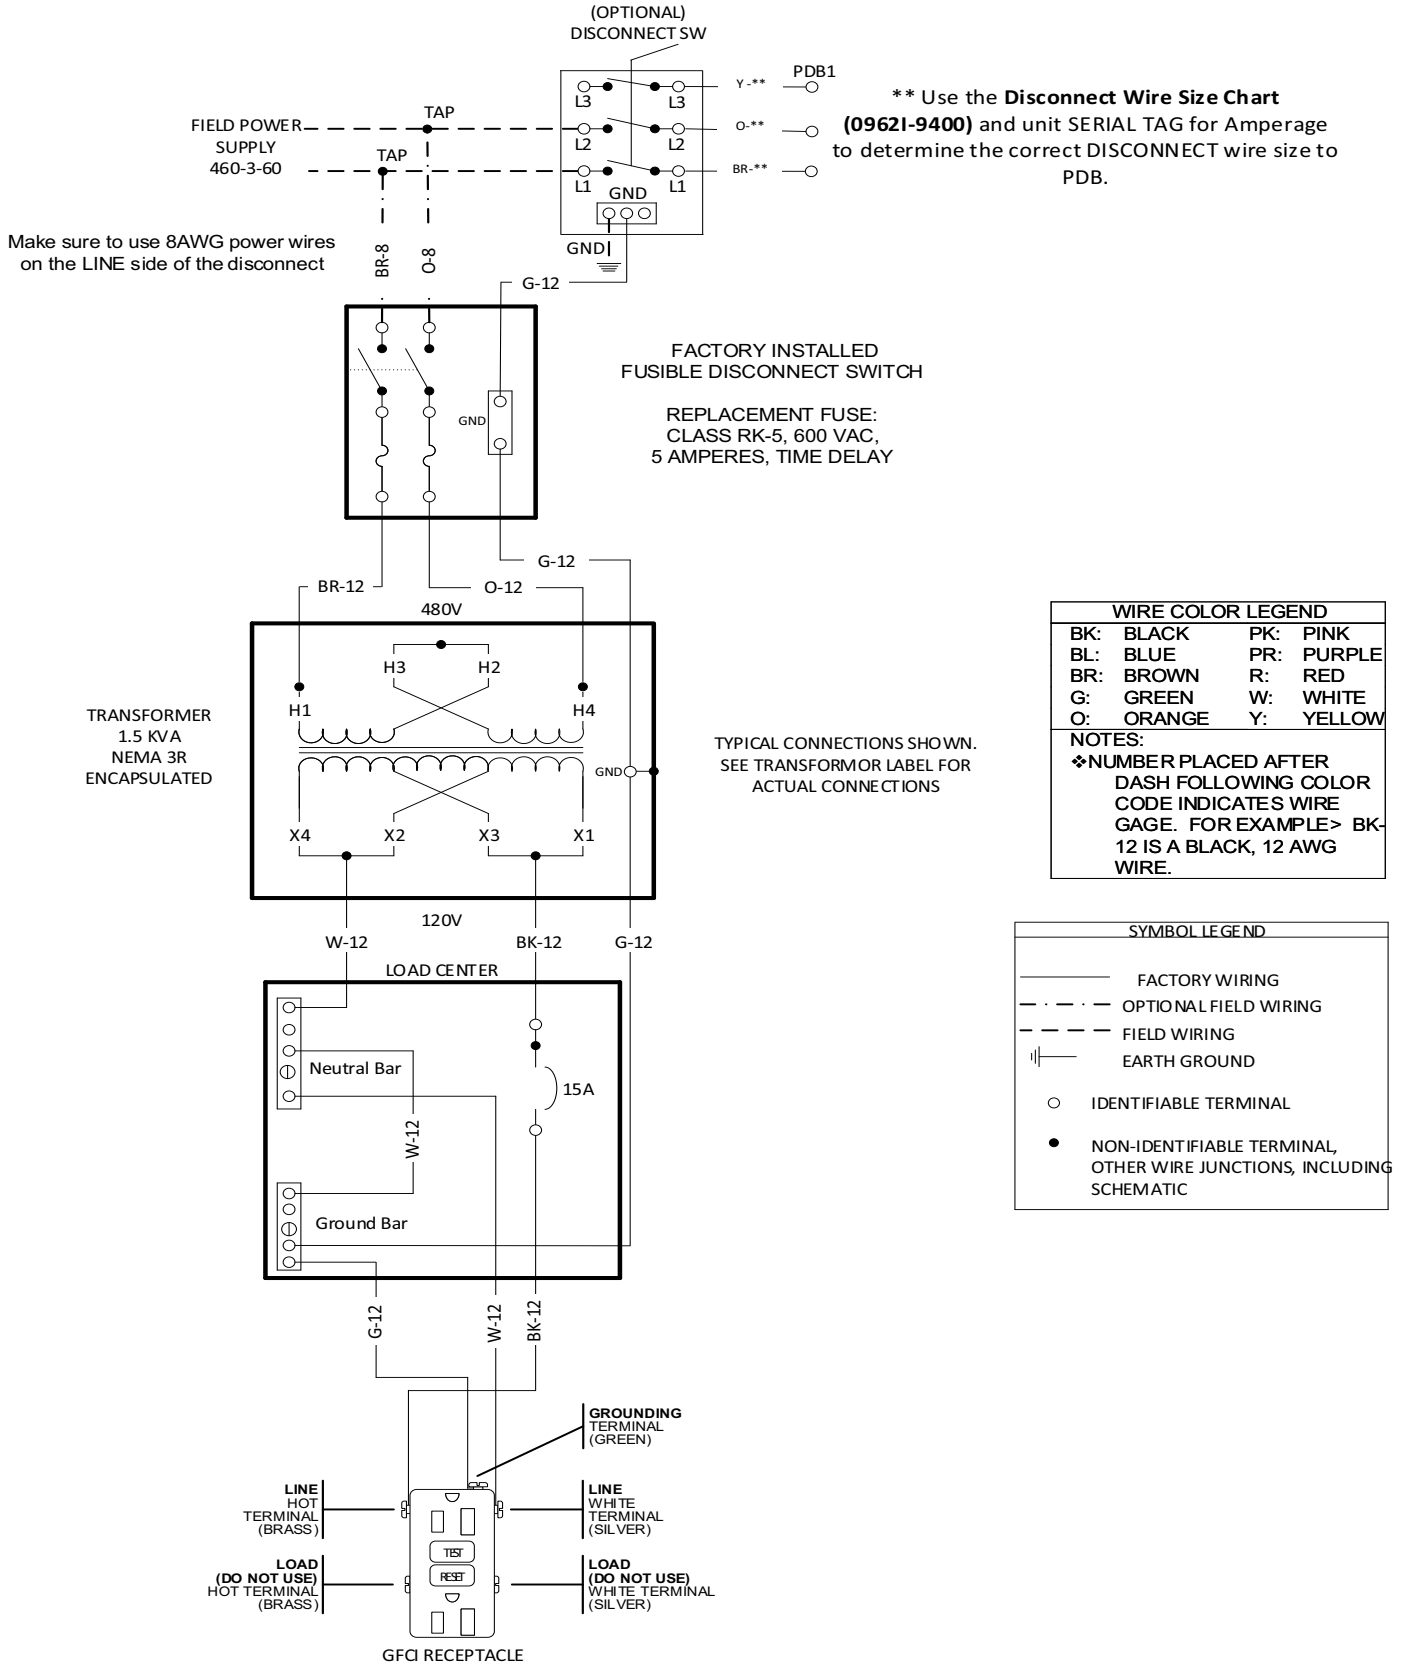 (OPTIONAL)
DISCONNECT SW
PDB1
L3
L3
Y -**
L2
L2
O-**
L1
L1
BR-**
GND
GND
** Use the Disconnect Wire Size Chart
(0962I-9400) and unit SERIAL TAG for Amperage
to determine the correct DISCONNECT wire size to
PDB.
TAP
FIELD POWER
SUPPLY
460-3-60
TAP
Make sure to use 8AWG power wires
on the LINE side of the disconnect
BR-8
O-8
G-12
FACTORY INSTALLED
FUSIBLE DISCONNECT SWITCH
REPLACEMENT FUSE:
CLASS RK-5, 600 VAC,
5 AMPERES, TIME DELAY
GND
G-12
BR-12
O-12
480V
H3
H2
H1
H4
TRANSFORMER
1.5 KVA
NEMA 3R
ENCAPSULATED
GND
TYPICAL CONNECTIONS SHOWN.
SEE TRANSFORMOR LABEL FOR
ACTUAL CONNECTIONS
X4
X2
X3
X1
120V
W-12
BK-12
G-12
WIRE COLOR LEGEND
BK: BLACK PK: PINK
BL: BLUE PR: PURPLE
BR: BROWN R: RED
G: GREEN W: WHITE
O: ORANGE Y: YELLOW
NOTES:
❖NUMBER PLACED AFTER
DASH FOLLOWING COLOR
CODE INDICATES WIRE
GAGE. FOR EXAMPLE> BK-
12 IS A BLACK, 12 AWG
WIRE.
SYMBOL LEGEND
FACTORY WIRING
OPTIONAL FIELD WIRING
FIELD WIRING
EARTH GROUND
IDENTIFIABLE TERMINAL
NON-IDENTIFIABLE TERMINAL,
OTHER WIRE JUNCTIONS, INCLUDING
SCHEMATIC
LOAD CENTER
Neutral Bar
15A
W-12
Ground Bar
G-12
W-12
BK-12
GROUNDING
TERMINAL
(GREEN)
LINE
HOT
TERMINAL
(BRASS)
LINE
WHITE
TERMINAL
(SILVER)
TEST
RESET
LOAD
(DO NOT USE)
HOT TERMINAL
(BRASS)
LOAD
(DO NOT USE)
WHITE TERMINAL
(SILVER)
GFCI RECEPTACLE